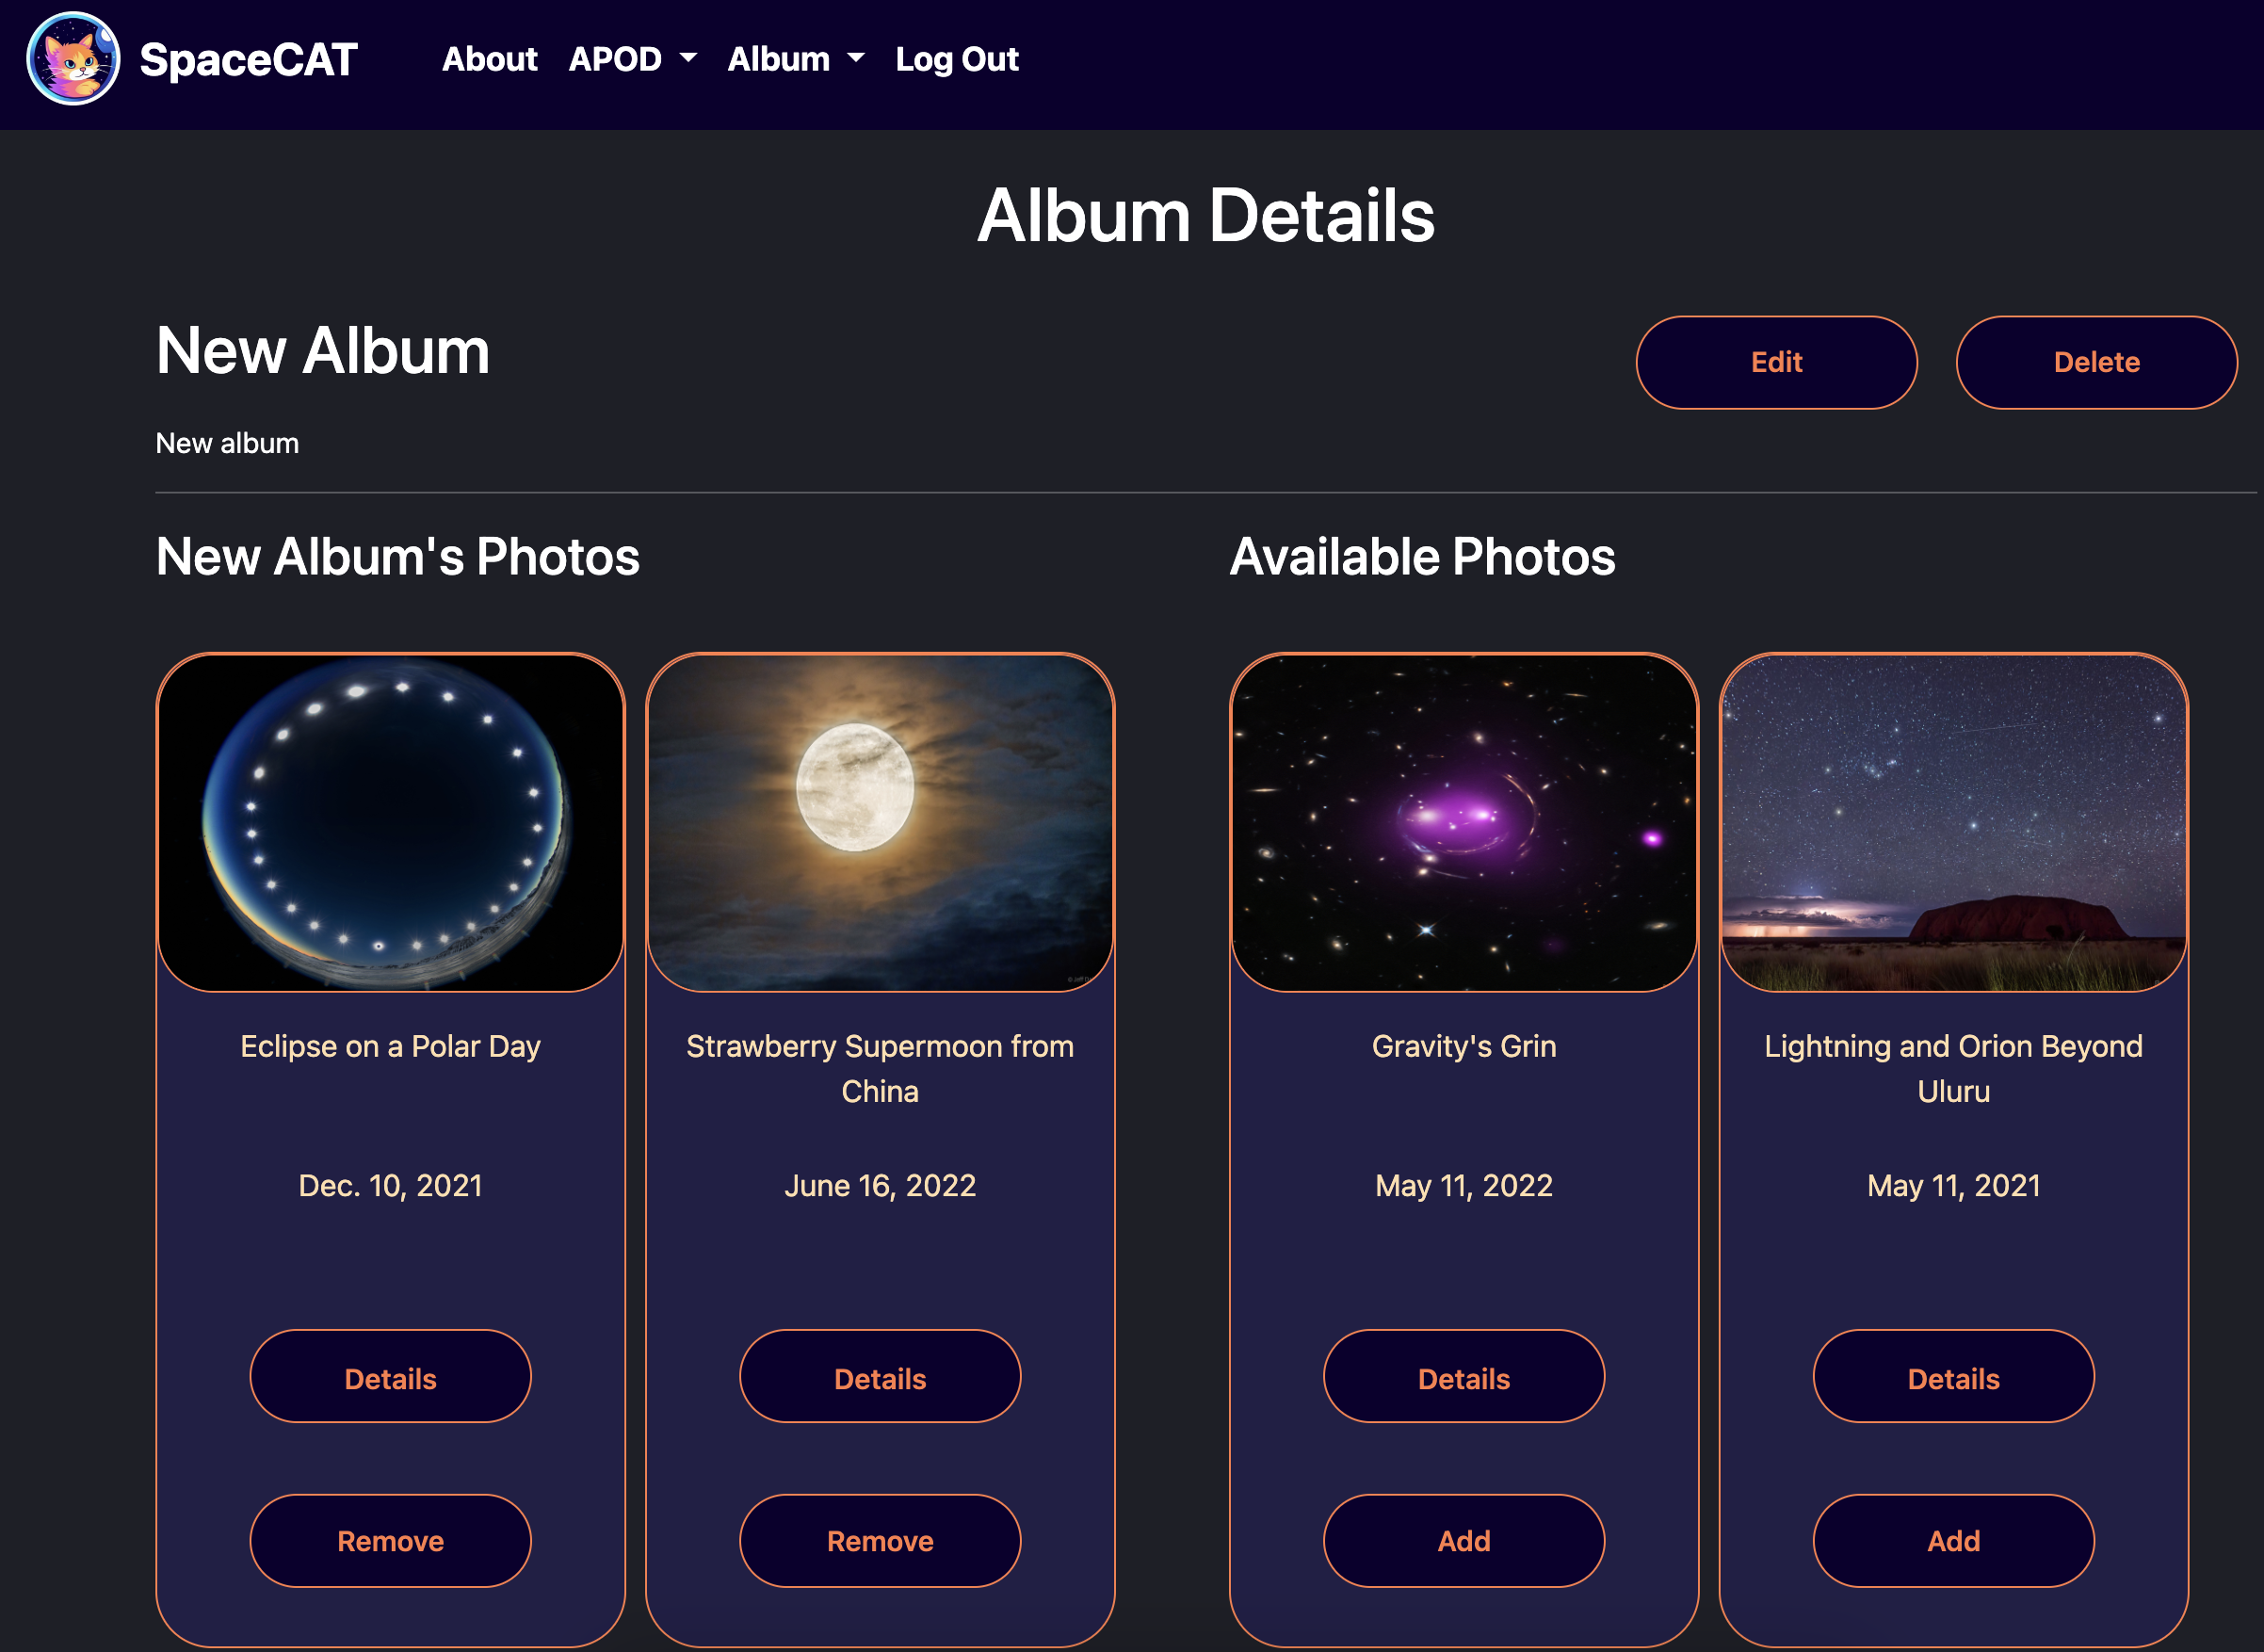 SpaceCAT About APOD Album Log Out
Album Details
New Album
Edit Delete
New album
New Album's Photos
Available Photos
Eclipse on a Polar Day
Dec. 10, 2021
Details
Remove
Strawberry Supermoon from
China
June 16, 2022
Details
Remove
Gravity's Grin
May 11, 2022
Details
Add
Lightning and Orion Beyond
Uluru
May 11, 2021
Details
Add